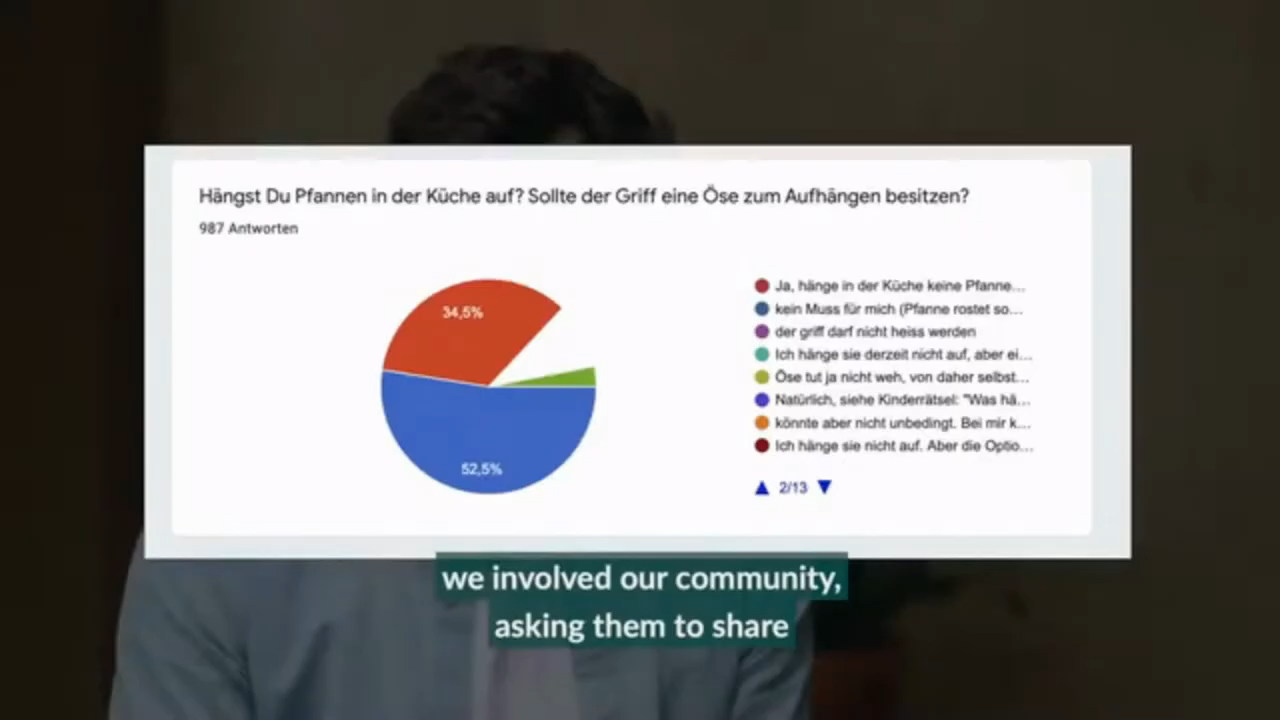 Hängst Du Pfannen in der Küche auf? Sollte der Griff eine Öse zum Aufhängen besitzen?
987 Antworten
34,5%
52,5%
Ja, hänge in der Küche keine Pfanne...
kein Muss für mich (Pfanne rostet so...
der griff darf nicht heiss werden
Ich hänge sie derzeit nicht auf, aber ei...
Öse tut ja nicht weh, von daher selbst...
Natürlich, siehe Kinderrätsel: "Was hä...
könnte aber nicht unbedingt. Bei mir k...
Ich hänge sie nicht auf. Aber die Optio...
2/13
we involved our community,
asking them to share